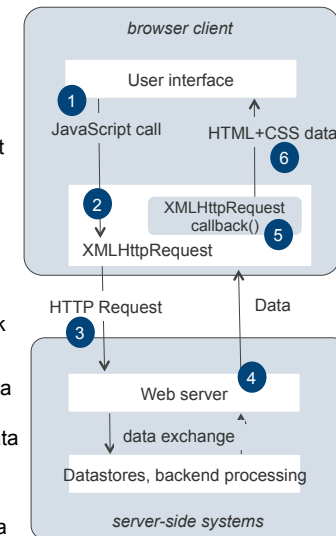 browser client
User interface
1
JavaScript call
HTML+CSS data
6
2
XMLHttpRequest
callback()
5
XMLHttpRequest
HTTP Request
Data
3
4
Web server
data exchange
Datastores, backend processing
server-side systems